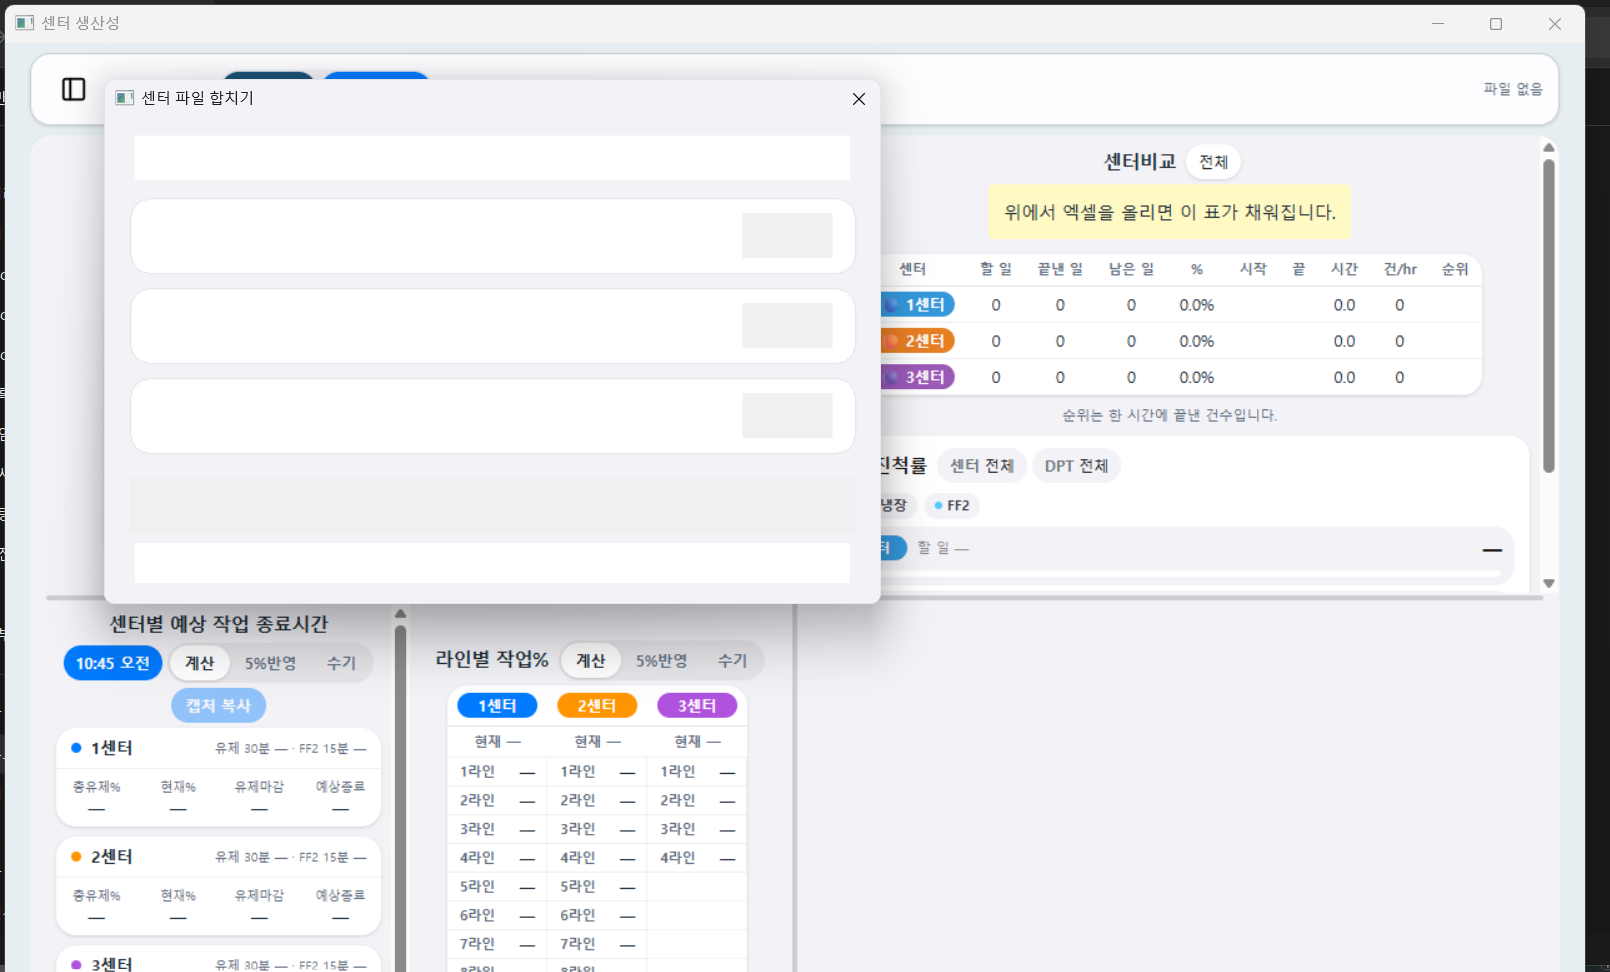 센터 생산성
파일 없음
센터 파일 합치기
센터비교 전체
위에서 엑셀을 올리면 이 표가 채워집니다.
센터 할 일 끝낸 일 남은 일 % 시작 끝 시간 건/hr 순위
1센터 0 0 0 0.0% 0.0 0
2센터 0 0 0 0.0% 0.0 0
3센터 0 0 0 0.0% 0.0 0
순위는 한 시간에 끝낸 건수입니다.
진척률 센터 전체 DPT 전체
냉장 FF2
할 일 — —
센터별 예상 작업 종료시간
10:45 오전 계산 5%반영 수기
캡처 복사
1센터 유제 30분 — · FF2 15분 —
총유제% 현재% 유제마감 예상종료
— — — —
2센터 유제 30분 — · FF2 15분 —
총유제% 현재% 유제마감 예상종료
— — — —
3센터 유제 30분 — · FF2 15분 —
라인별 작업% 계산 5%반영 수기
1센터 2센터 3센터
현재 — 현재 — 현재 —
1라인 — 1라인 — 1라인 —
2라인 — 2라인 — 2라인 —
3라인 — 3라인 — 3라인 —
4라인 — 4라인 — 4라인 —
5라인 — 5라인 —
6라인 — 6라인 —
7라인 — 7라인 —
8라인 8라인